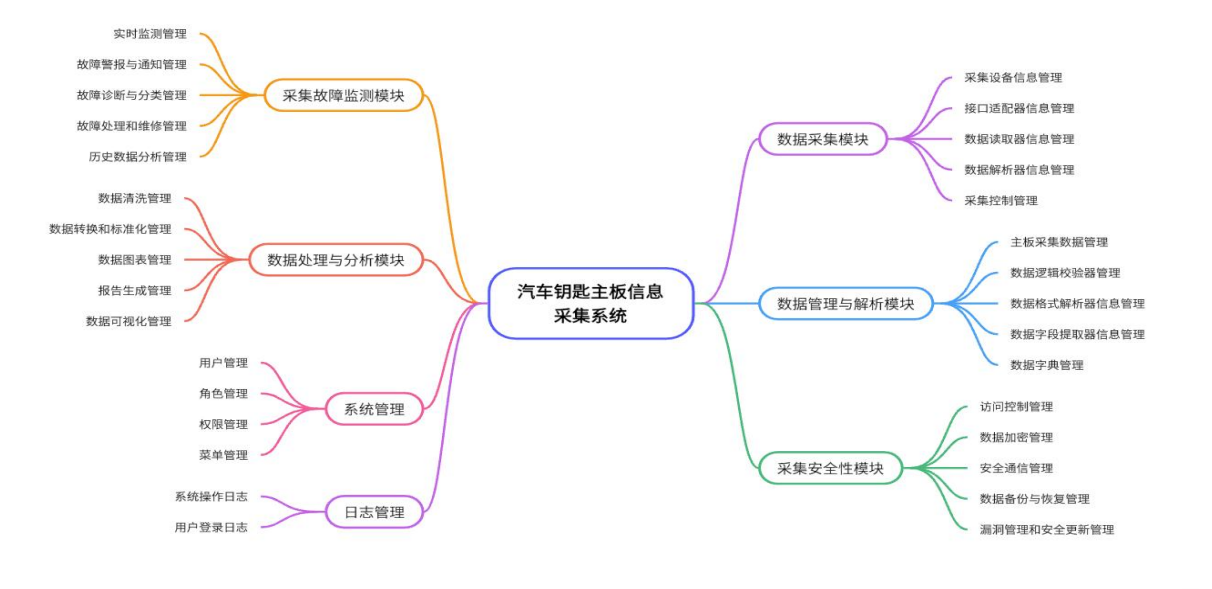 汽车钥匙主板信息
采集系统
采集故障监测模块
实时监测管理
故障警报与通知管理
故障诊断与分类管理
故障处理和维修管理
历史数据分析管理
数据处理与分析模块
数据清洗管理
数据转换和标准化管理
数据图表管理
报告生成管理
数据可视化管理
系统管理
用户管理
角色管理
权限管理
菜单管理
日志管理
系统操作日志
用户登录日志
数据采集模块
采集设备信息管理
接口适配器信息管理
数据读取器信息管理
数据解析器信息管理
采集控制管理
数据管理与解析模块
主板采集数据管理
数据逻辑校验器管理
数据格式解析器信息管理
数据字段提取器信息管理
数据字典管理
采集安全性模块
访问控制管理
数据加密管理
安全通信管理
数据备份与恢复管理
漏洞管理和安全更新管理